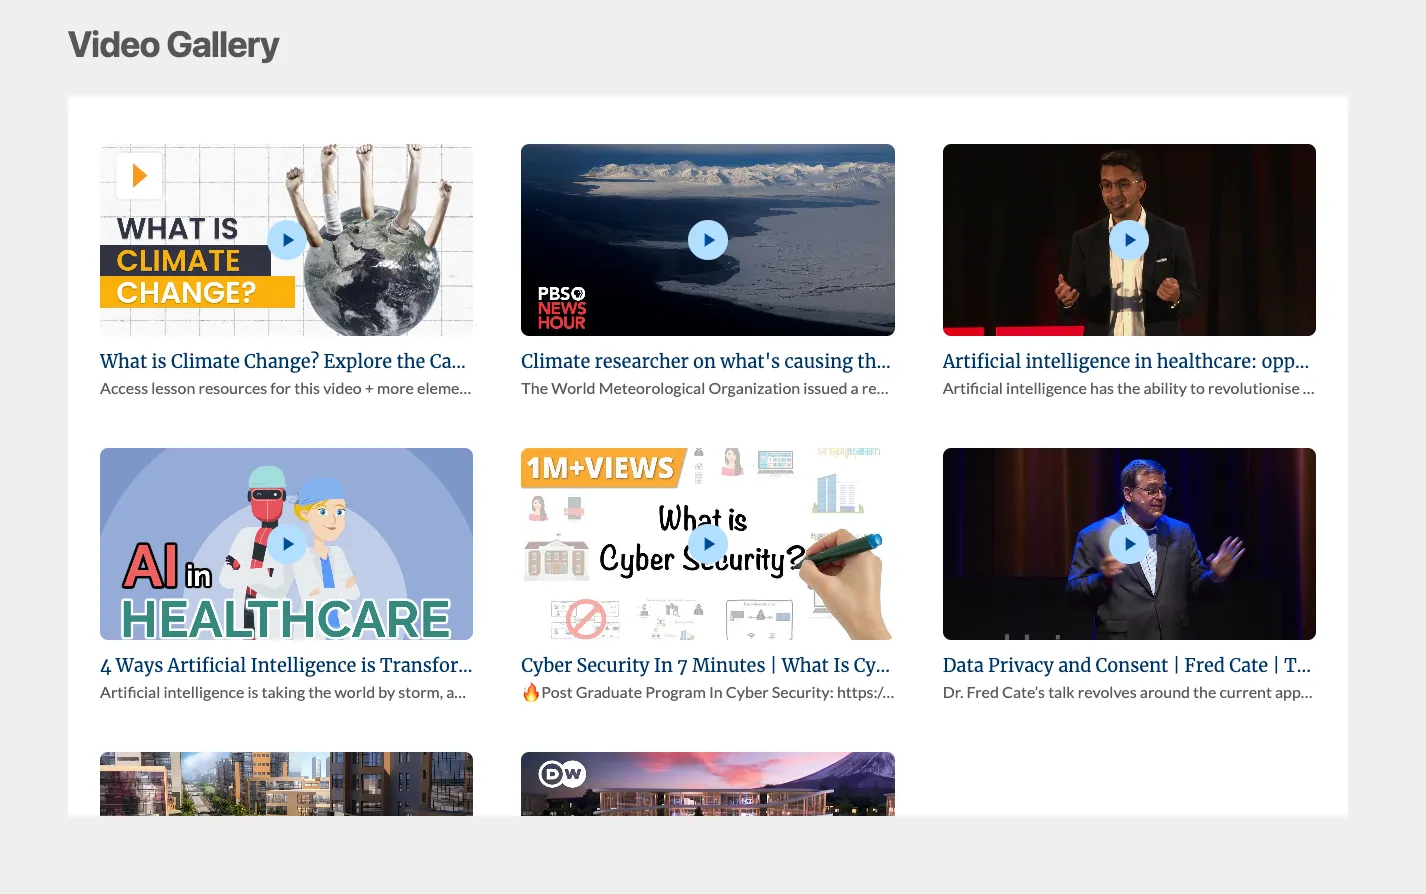 Video Gallery
WHAT IS
CLIMATE
CHANGE?
PBS
NEWS
HOUR
What is Climate Change? Explore the Ca...
Access lesson resources for this video + more eleme...
Climate researcher on what's causing th...
The World Meteorological Organization issued a re...
Artificial intelligence in healthcare: opp...
Artificial intelligence has the ability to revolutionise ...
AI in
HEALTHCARE
1M+VIEWS
What is
Cyber Security?
4 Ways Artificial Intelligence is Transfor...
Artificial intelligence is taking the world by storm, a...
Cyber Security In 7 Minutes | What Is Cy...
🔥Post Graduate Program In Cyber Security: https:/...
Data Privacy and Consent | Fred Cate | T...
Dr. Fred Cate’s talk revolves around the current app...
DW